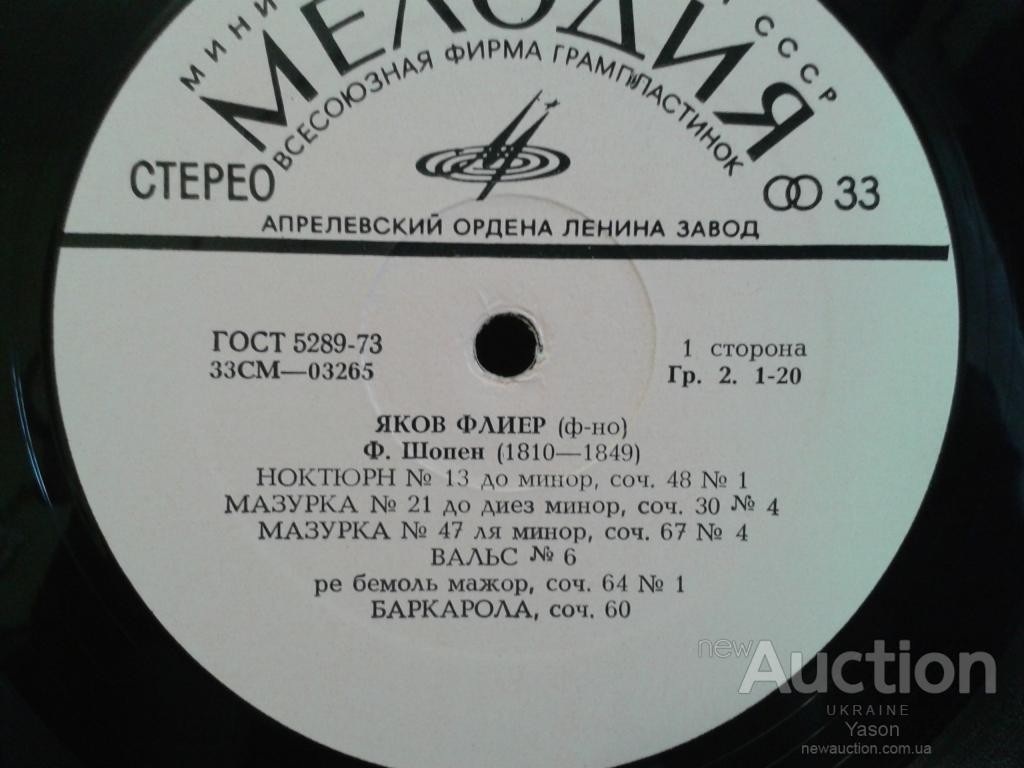 МИНИ СССР
МЕЛОДИЯ
ВСЕСОЮЗНАЯ ФИРМА ГРАМПЛАСТИНОК
СТЕРЕО 33
АПРЕЛЕВСКИЙ ОРДЕНА ЛЕНИНА ЗАВОД
ГОСТ 5289-73
33СМ—03265
1 сторона
Гр. 2. 1-20
ЯКОВ ФЛИЕР (ф-но)
Ф. Шопен (1810—1849)
НОКТЮРН № 13 до минор, соч. 48 № 1
МАЗУРКА № 21 до диез минор, соч. 30 № 4
МАЗУРКА № 47 ля минор, соч. 67 № 4
ВАЛЬС № 6
ре бемоль мажор, соч. 64 № 1
БАРКАРОЛА, соч. 60
newAuction
UKRAINE
Yason
newauction.com.ua